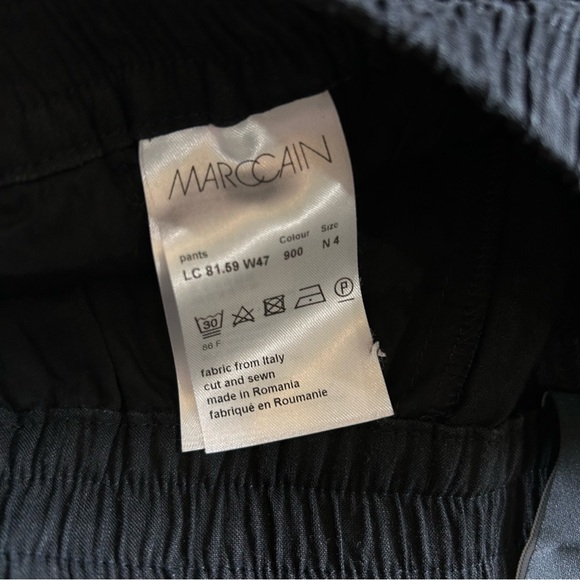 MARCCAIN
pants Colour Size
LC 81.59 W47 900 N 4
30 P
86 F
fabric from Italy
cut and sewn
made in Romania
fabriqué en Roumanie